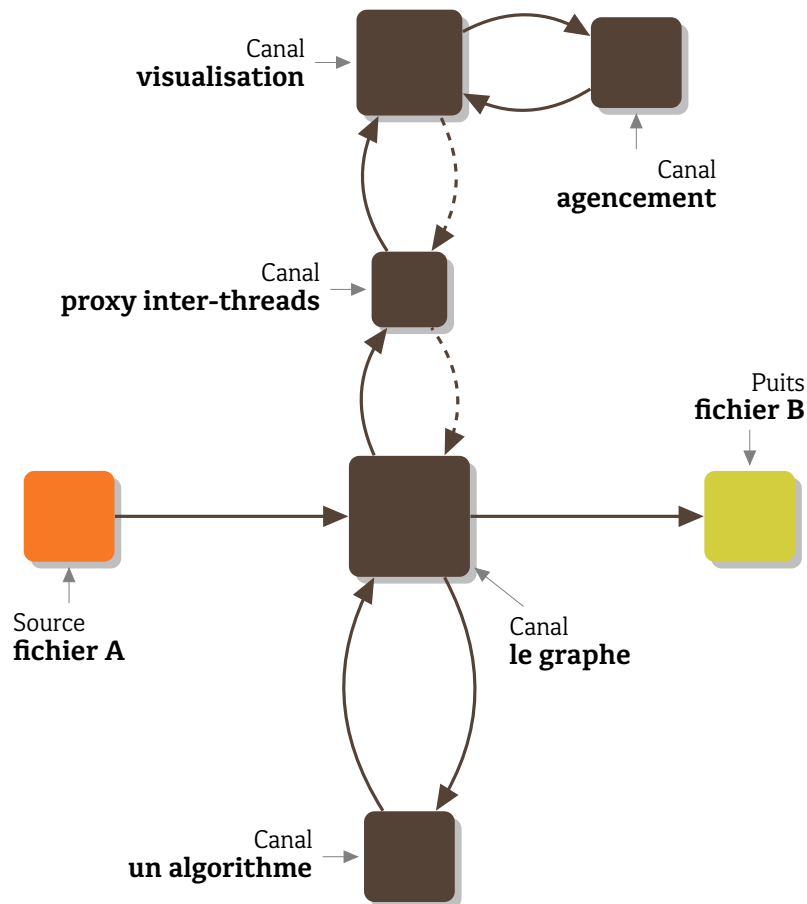 Canal
visualisation
Canal
agencement
Canal
proxy inter-threads
Puits
fichier B
Source
fichier A
Canal
le graphe
Canal
un algorithme